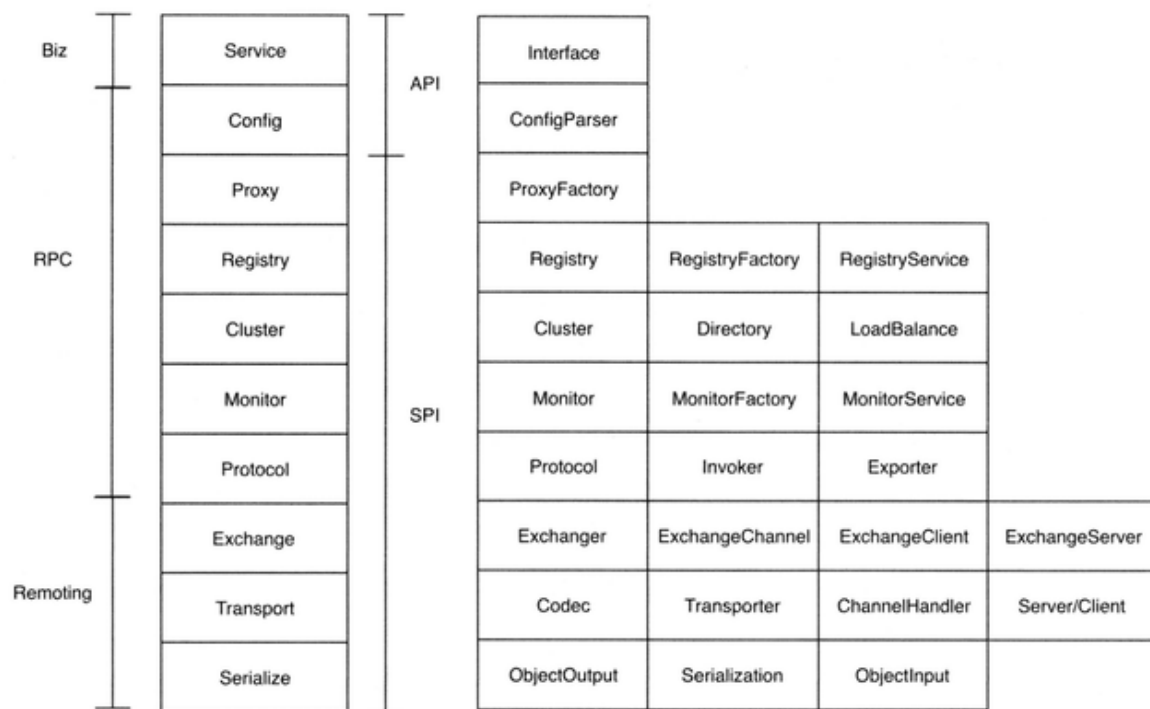 Biz
Service
Interface
API
Config
ConfigParser
Proxy
ProxyFactory
RPC
Registry
Registry
RegistryFactory
RegistryService
Cluster
Cluster
Directory
LoadBalance
Monitor
Monitor
MonitorFactory
MonitorService
SPI
Protocol
Protocol
Invoker
Exporter
Exchange
Exchanger
ExchangeChannel
ExchangeClient
ExchangeServer
Remoting
Transport
Codec
Transporter
ChannelHandler
Server/Client
Serialize
ObjectOutput
Serialization
ObjectInput